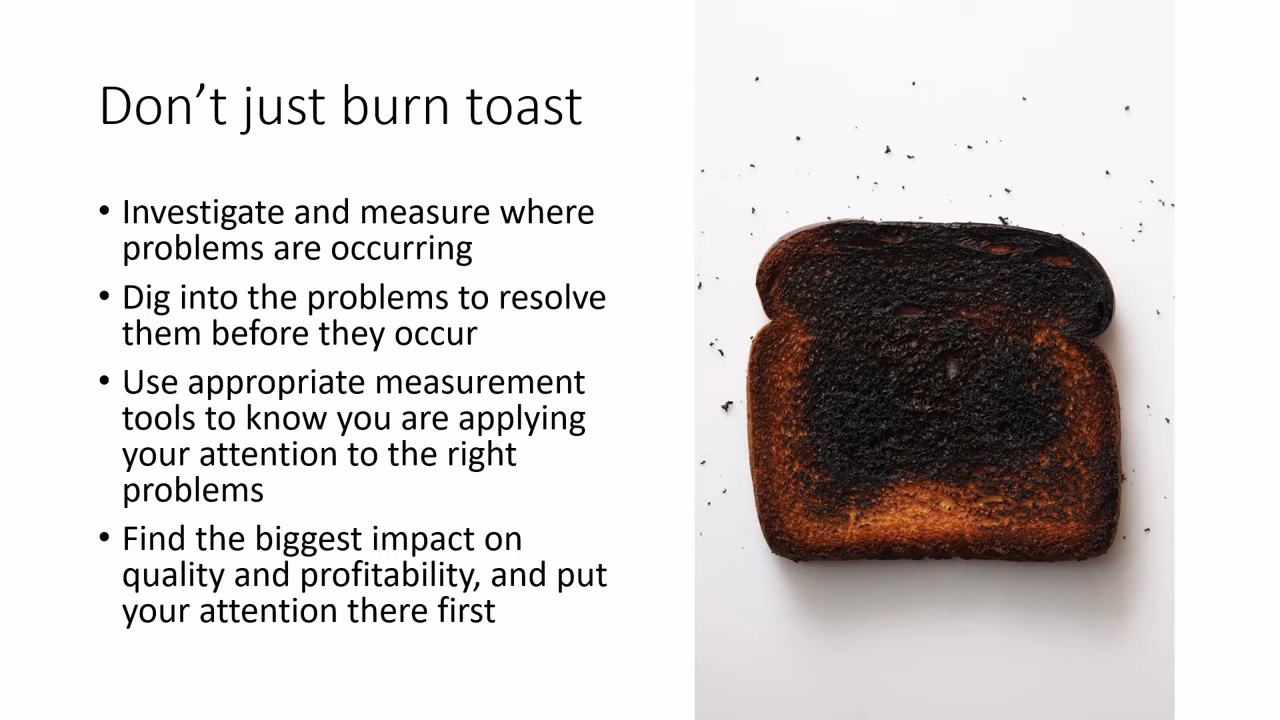 Don’t just burn toast
• Investigate and measure where
problems are occurring
• Dig into the problems to resolve
them before they occur
• Use appropriate measurement
tools to know you are applying
your attention to the right
problems
• Find the biggest impact on
quality and profitability, and put
your attention there first